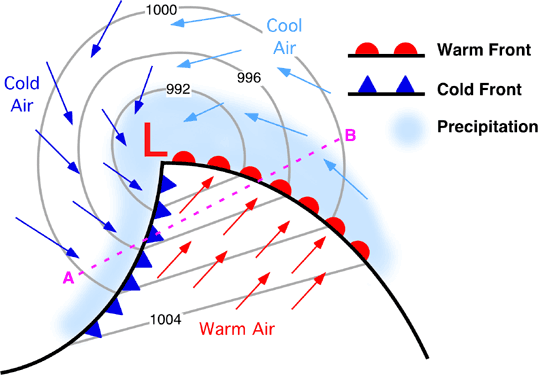 1000
Cool
Air
Cold
Air
996
992
L
B
A
1004
Warm Air
Warm Front
Cold Front
Precipitation